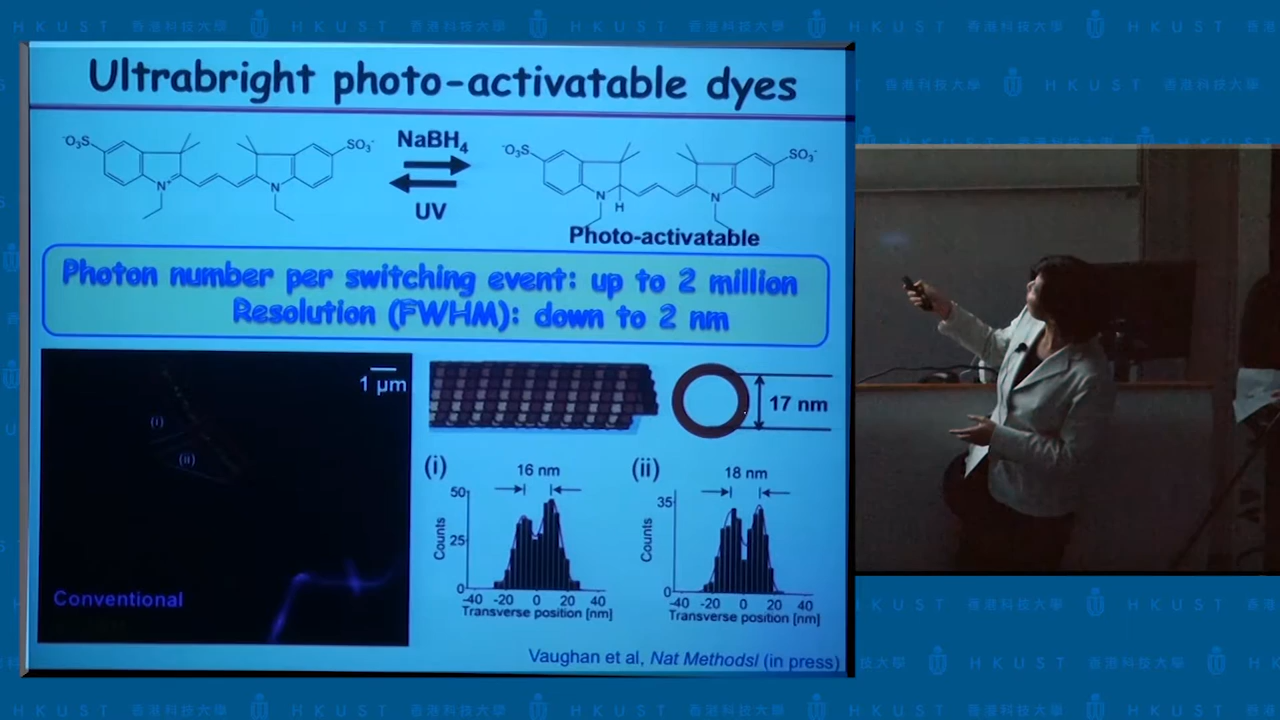 HKUST 香港科技大學
Ultrabright photo-activatable dyes
-O3S
SO3-
NaBH4
UV
-O3S
SO3-
N+
N
N
H
N
Photo-activatable
Photon number per switching event: up to 2 million
Resolution (FWHM): down to 2 nm
1 μm
(i)
(ii)
Conventional
17 nm
(i)
16 nm
50
25
0
Counts
-40 -20 0 20 40
Transverse position [nm]
(ii)
18 nm
35
0
Counts
-40 -20 0 20 40
Transverse position [nm]
Vaughan et al, Nat Methodsl (in press)